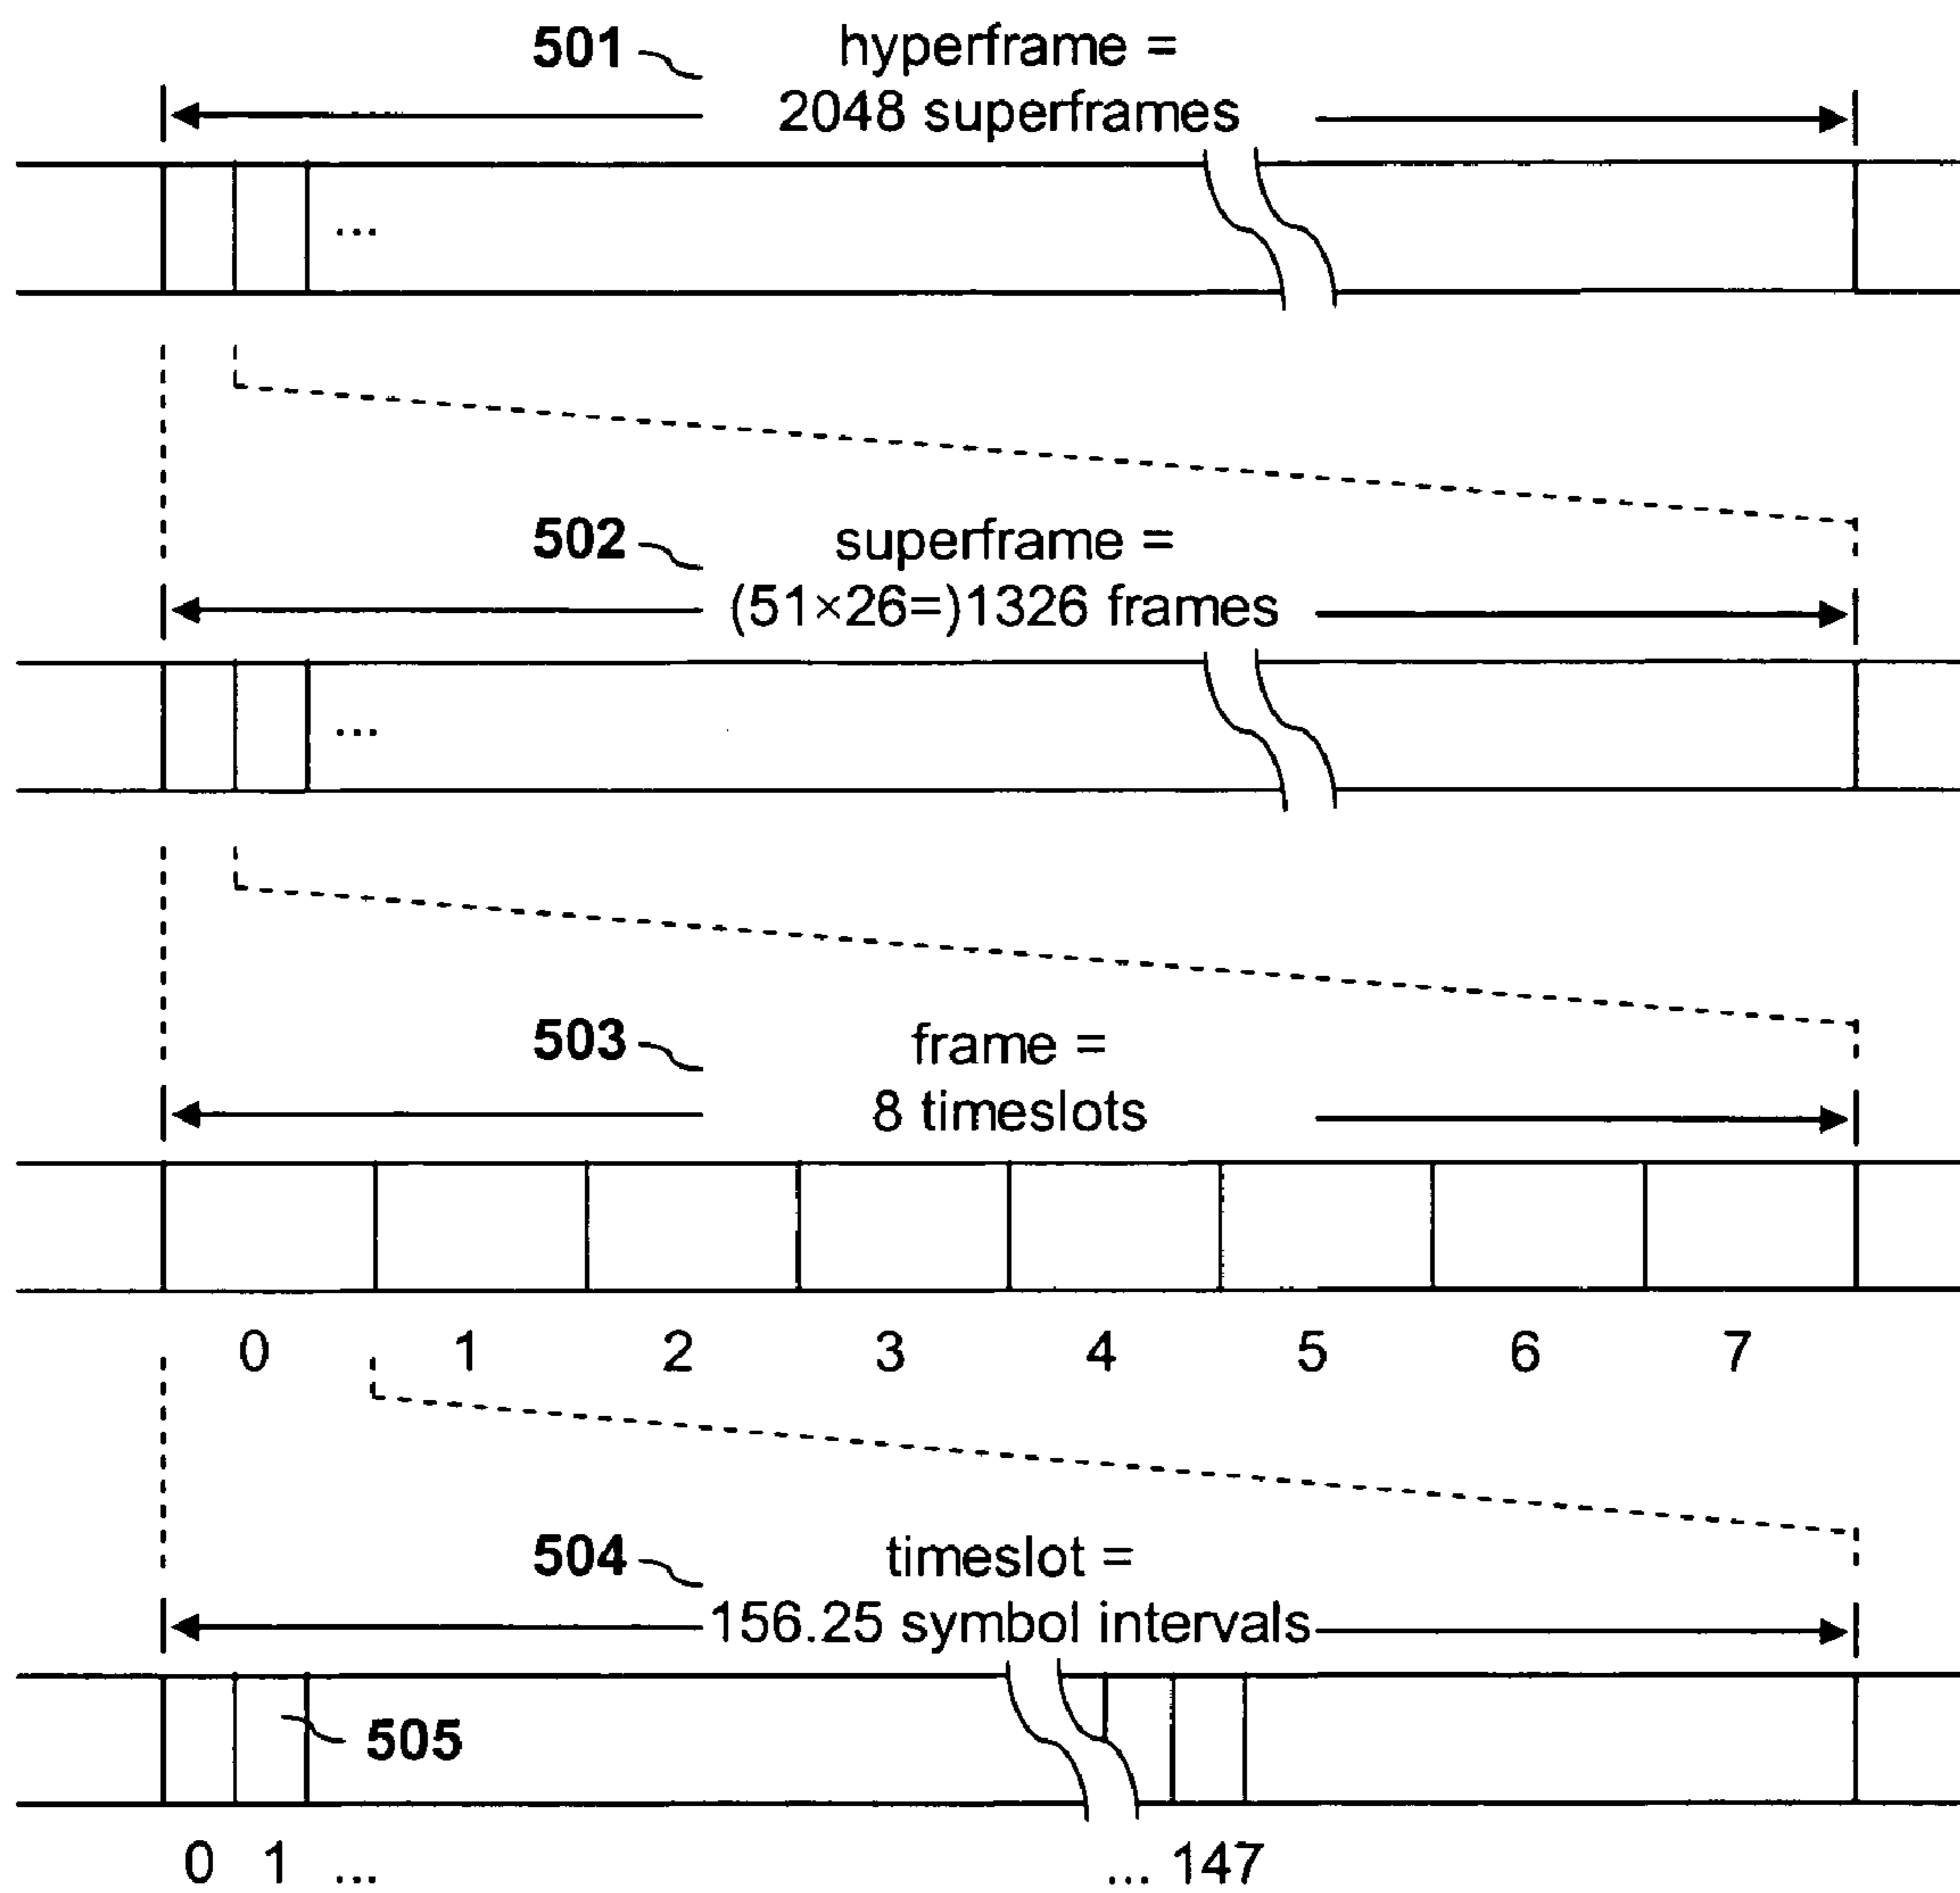 501 hyperframe =
2048 superframes
...
502 superframe =
(51×26=)1326 frames
...
503 frame =
8 timeslots
0 1 2 3 4 5 6 7
504 timeslot =
156.25 symbol intervals
505
0 1 ... ... 147